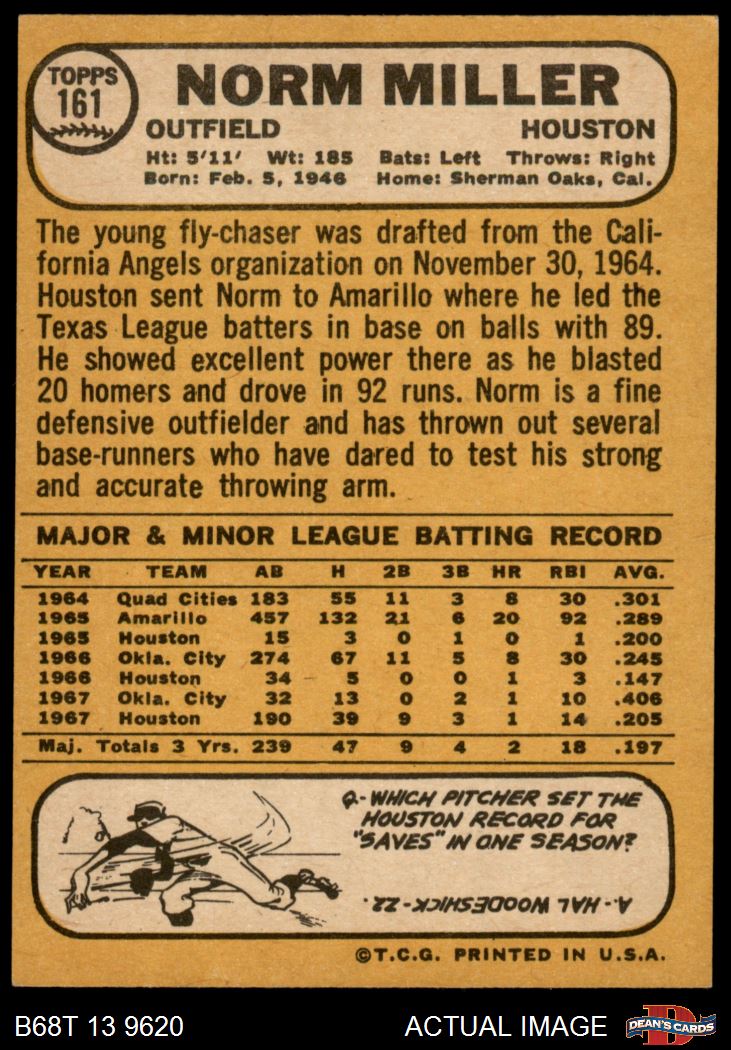 TOPPS
161
NORM MILLER
OUTFIELD HOUSTON
Ht: 5'11' Wt: 185 Bats: Left Throws: Right
Born: Feb. 5, 1946 Home: Sherman Oaks, Cal.
The young fly-chaser was drafted from the Cali-
fornia Angels organization on November 30, 1964.
Houston sent Norm to Amarillo where he led the
Texas League batters in base on balls with 89.
He showed excellent power there as he blasted
20 homers and drove in 92 runs. Norm is a fine
defensive outfielder and has thrown out several
base-runners who have dared to test his strong
and accurate throwing arm.
MAJOR & MINOR LEAGUE BATTING RECORD
YEAR TEAM AB H 2B 3B HR RBI AVG.
1964 Quad Cities 183 55 11 3 8 30 .301
1965 Amarillo 457 132 21 6 20 92 .289
1965 Houston 15 3 0 1 0 1 .200
1966 Okla. City 274 67 11 5 8 30 .245
1966 Houston 34 5 0 0 1 3 .147
1967 Okla. City 32 13 0 2 1 10 .406
1967 Houston 190 39 9 3 1 14 .205
Maj. Totals 3 Yrs. 239 47 9 4 2 18 .197
Q-WHICH PITCHER SET THE
HOUSTON RECORD FOR
"SAVES" IN ONE SEASON?
A.-HAL WOODESHICK-22.
©T.C.G. PRINTED IN U.S.A.
B68T 13 9620 ACTUAL IMAGE
D
DEAN'S CARDS